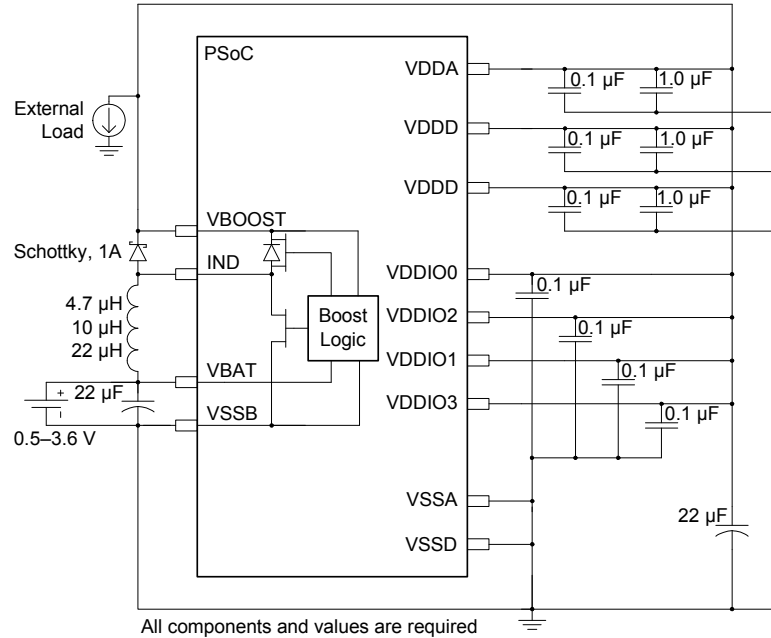 PSoC
VDDA
0.1 µF
1.0 µF
External
Load
VDDD
0.1 µF
1.0 µF
VDDD
0.1 µF
1.0 µF
VBOOST
Schottky, 1A
IND
VDDIO0
0.1 µF
4.7 µH
10 µH
22 µH
Boost
Logic
VDDIO2
0.1 µF
VDDIO1
0.1 µF
VBAT
22 µF
VDDIO3
0.1 µF
+
VSSB
0.5–3.6 V
VSSA
22 µF
VSSD
All components and values are required